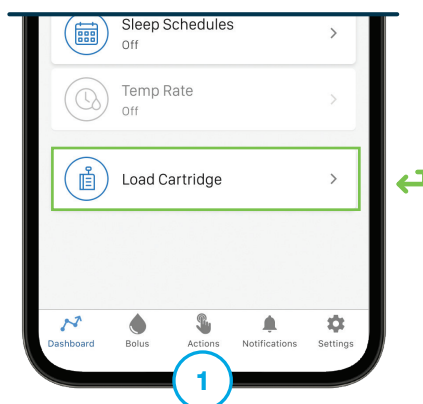 Sleep Schedules
Off
Temp Rate
Off
Load Cartridge
Dashboard Bolus Actions Notifications Settings
1